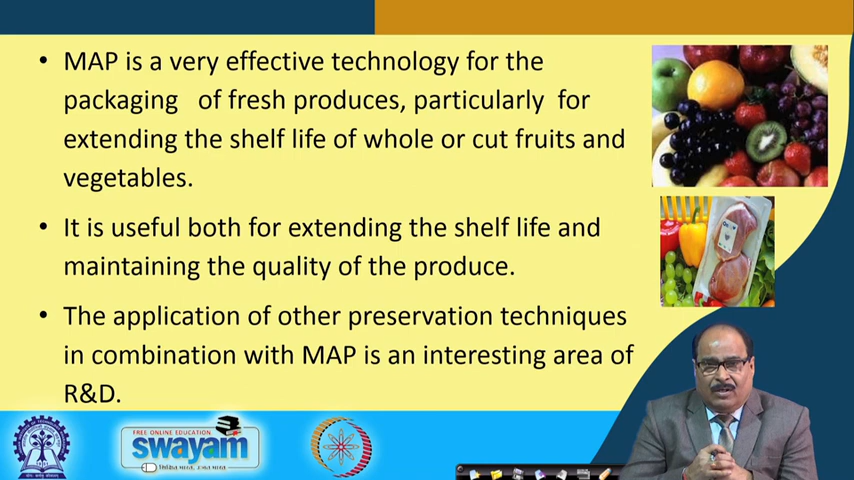 • MAP is a very effective technology for the
packaging of fresh produces, particularly for
extending the shelf life of whole or cut fruits and
vegetables.
• It is useful both for extending the shelf life and
maintaining the quality of the produce.
• The application of other preservation techniques
in combination with MAP is an interesting area of
R&D.
FREE ONLINE EDUCATION
swayam